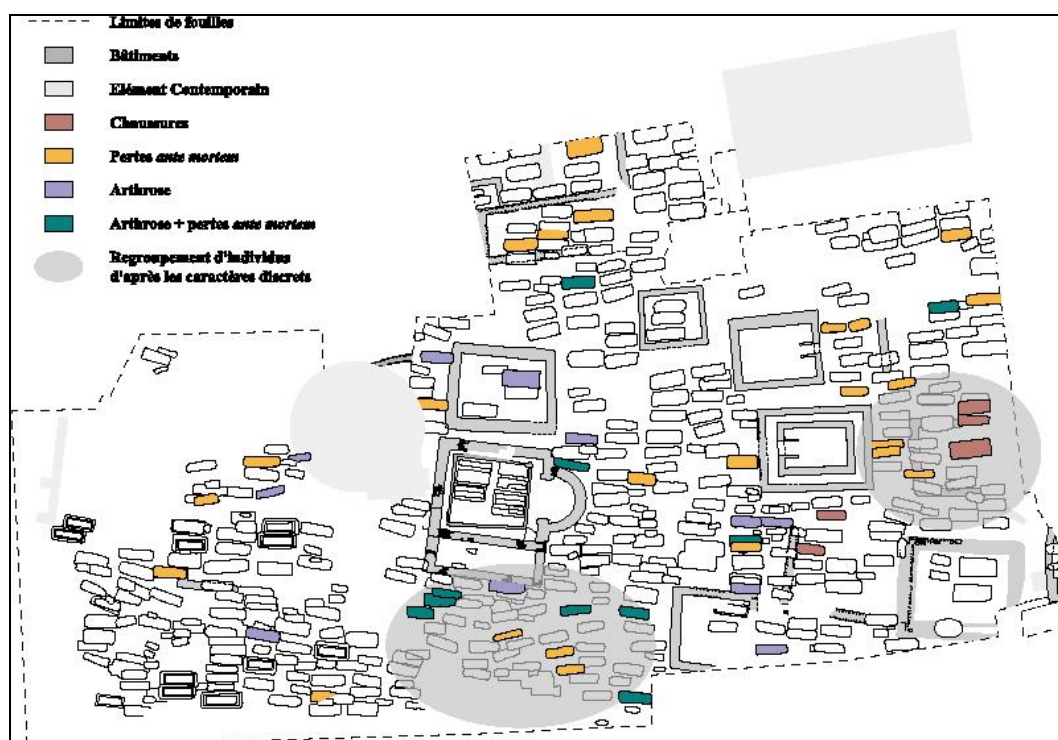 Limites de fouilles
Bâtiments
Elément Contemporain
Chaussures
Pertes ante mortem
Arthrose
Arthrose + pertes ante mortem
Regroupement d'individus
d'après les caractères discrets